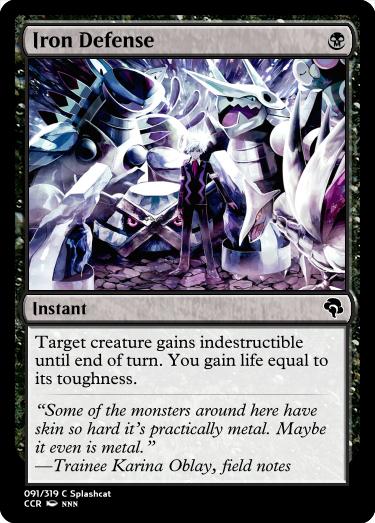 Iron Defense
Instant
Target creature gains indestructible
until end of turn. You gain life equal to
its toughness.
“Some of the monsters around here have
skin so hard it’s practically metal. Maybe
it even is metal.”
—Trainee Karina Oblay, field notes
091/319 C Splashcat
CCR NNN